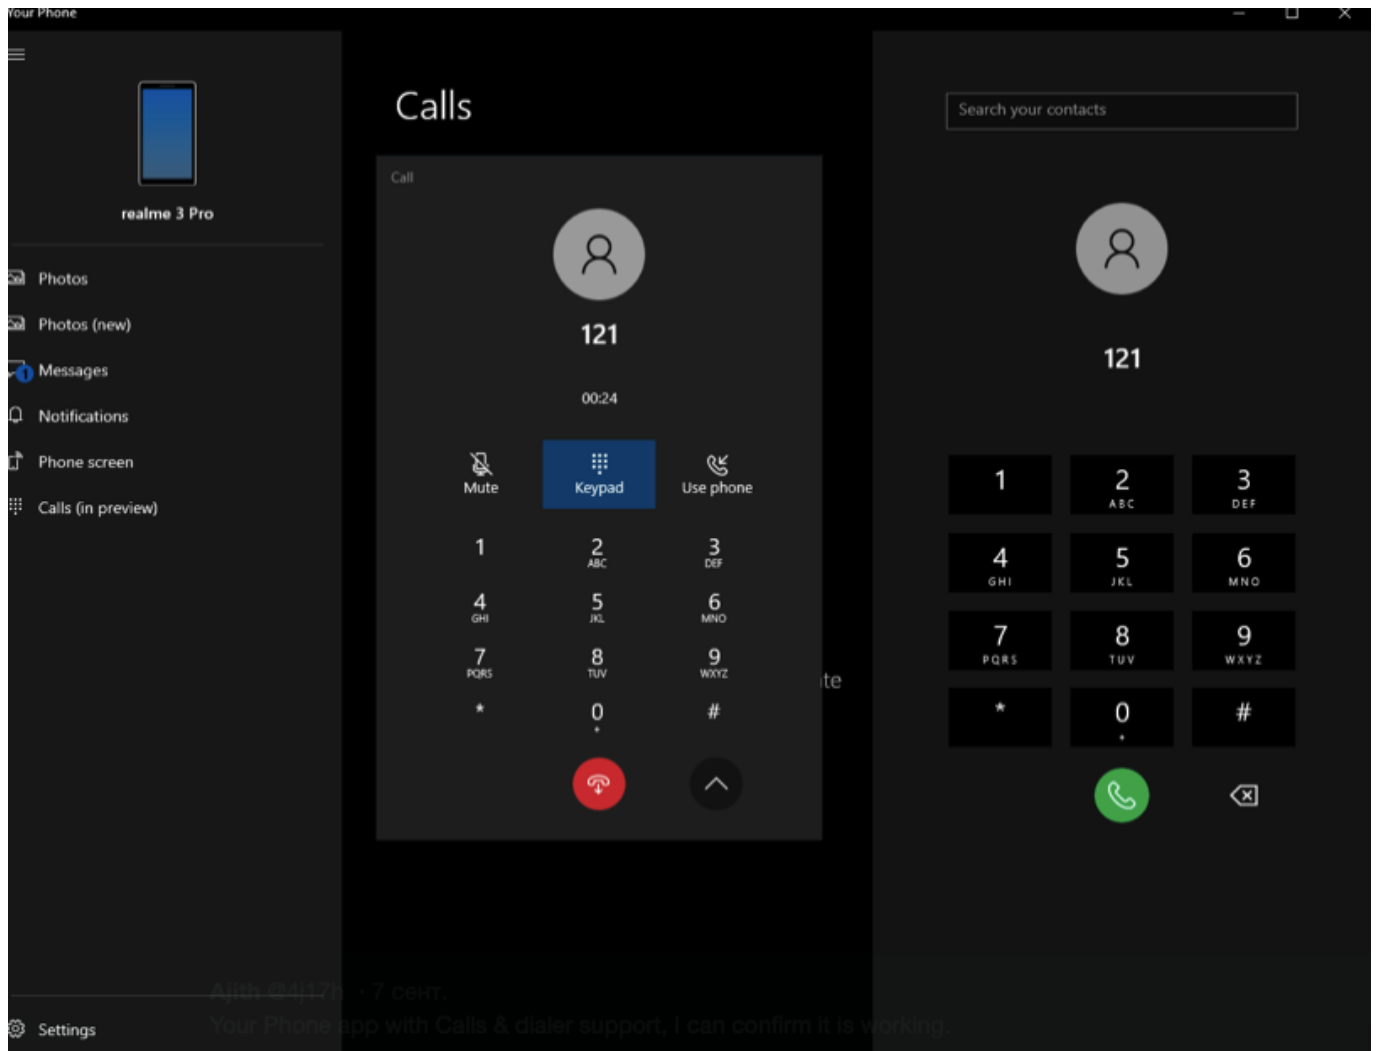 Your Phone
realme 3 Pro
Photos
Photos (new)
1
Messages
Notifications
Phone screen
Calls (in preview)
Settings
Calls
Call
121
00:24
Mute
Keypad
Use phone
1
2
ABC
3
DEF
4
GHI
5
JKL
6
MNO
7
PQRS
8
TUV
9
WXYZ
*
0
+
#
te
Search your contacts
121
1
2
ABC
3
DEF
4
GHI
5
JKL
6
MNO
7
PQRS
8
TUV
9
WXYZ
*
0
+
#
Ajith @4j17h · 7 сент.
Your Phone app with Calls & dialer support, I can confirm it is working.